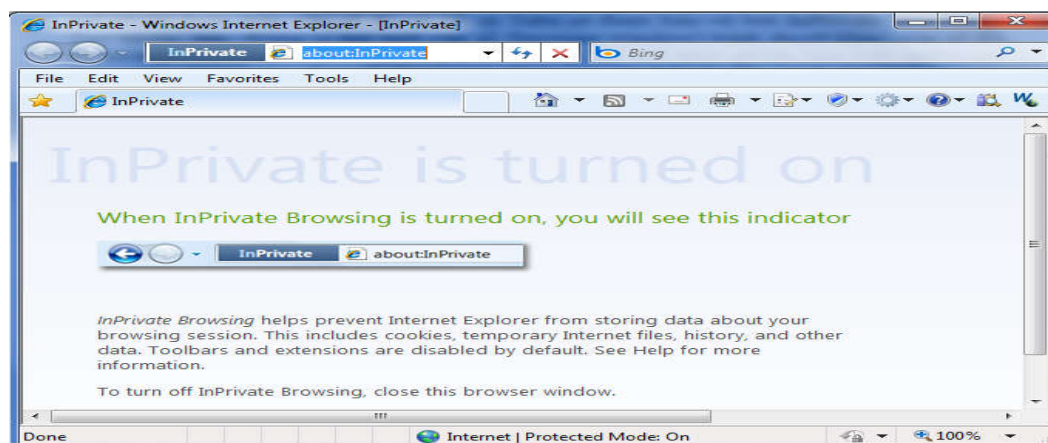 InPrivate - Windows Internet Explorer - [InPrivate]
InPrivate about:InPrivate Bing
File Edit View Favorites Tools Help
InPrivate
InPrivate is turned on
When InPrivate Browsing is turned on, you will see this indicator
InPrivate about:InPrivate
InPrivate Browsing helps prevent Internet Explorer from storing data about your
browsing session. This includes cookies, temporary Internet files, history, and other
data. Toolbars and extensions are disabled by default. See Help for more
information.
To turn off InPrivate Browsing, close this browser window.
Done Internet | Protected Mode: On 100%